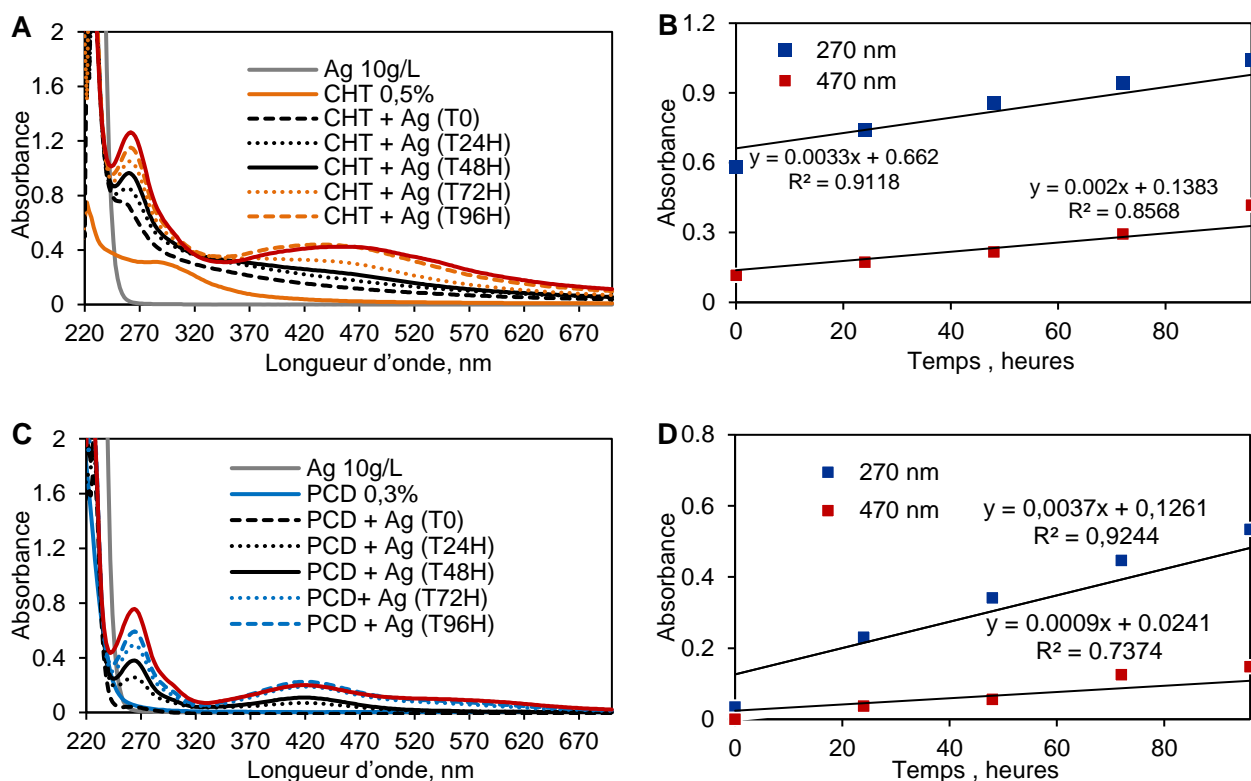 A
2
1.6
1.2
0.8
0.4
0
Absorbance
Ag 10g/L
CHT 0,5%
CHT + Ag (T0)
CHT + Ag (T24H)
CHT + Ag (T48H)
CHT + Ag (T72H)
CHT + Ag (T96H)
220 270 320 370 420 470 520 570 620 670
Longueur d'onde, nm
B
1.2
0.9
0.6
0.3
0
Absorbance
270 nm
470 nm
y = 0.0033x + 0.662
R² = 0.9118
y = 0.002x + 0.1383
R² = 0.8568
0 20 40 60 80
Temps , heures
C
2
1.6
1.2
0.8
0.4
0
Absorbance
Ag 10g/L
PCD 0,3%
PCD + Ag (T0)
PCD + Ag (T24H)
PCD + Ag (T48H)
PCD+ Ag (T72H)
PCD + Ag (T96H)
220 270 320 370 420 470 520 570 620 670
Longueur d'onde, nm
D
0.8
0.6
0.4
0.2
0
Absorbance
270 nm
470 nm
y = 0,0037x + 0,1261
R² = 0,9244
y = 0.0009x + 0.0241
R² = 0.7374
0 20 40 60 80
Temps , heures